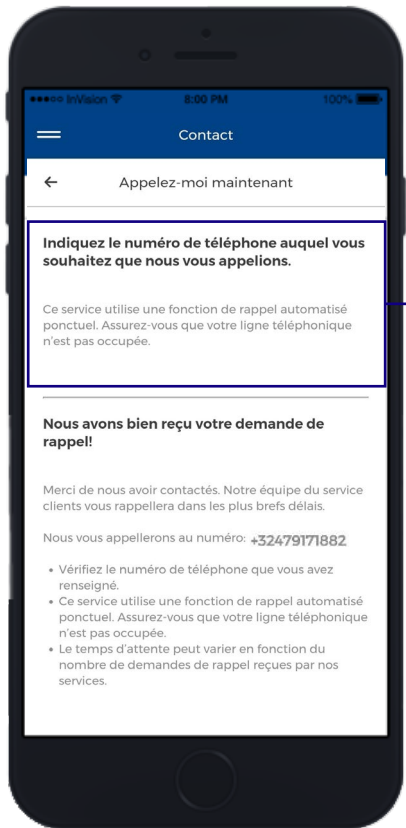 ●●●○○ InVision 8:00 PM 100%
Contact
← Appelez-moi maintenant
Indiquez le numéro de téléphone auquel vous
souhaitez que nous vous appelions.
Ce service utilise une fonction de rappel automatisé
ponctuel. Assurez-vous que votre ligne téléphonique
n'est pas occupée.
Nous avons bien reçu votre demande de
rappel!
Merci de nous avoir contactés. Notre équipe du service
clients vous rappellera dans les plus brefs délais.
Nous vous appellerons au numéro: +32479171882
• Vérifiez le numéro de téléphone que vous avez
renseigné.
• Ce service utilise une fonction de rappel automatisé
ponctuel. Assurez-vous que votre ligne téléphonique
n'est pas occupée.
• Le temps d'attente peut varier en fonction du
nombre de demandes de rappel reçues par nos
services.